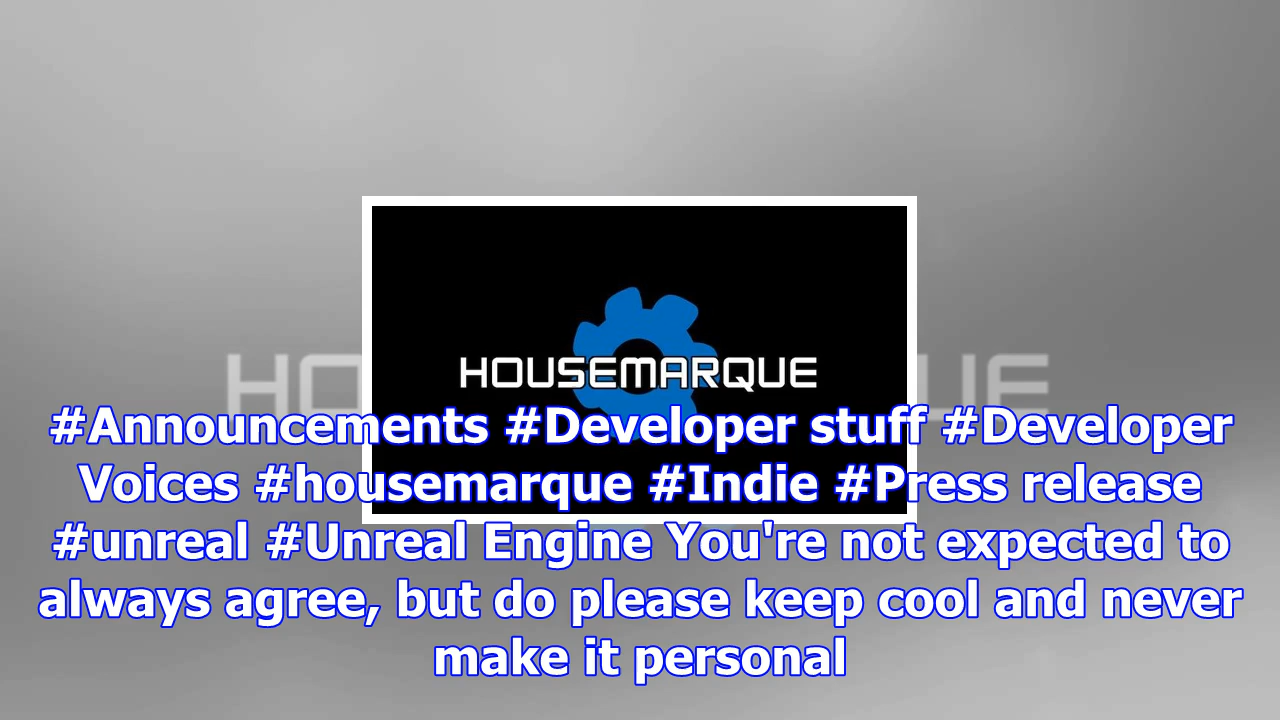 HOUSEMARQUE
#Announcements #Developer stuff #Developer
Voices #housemarque #Indie #Press release
#unreal #Unreal Engine You're not expected to
always agree, but do please keep cool and never
make it personal